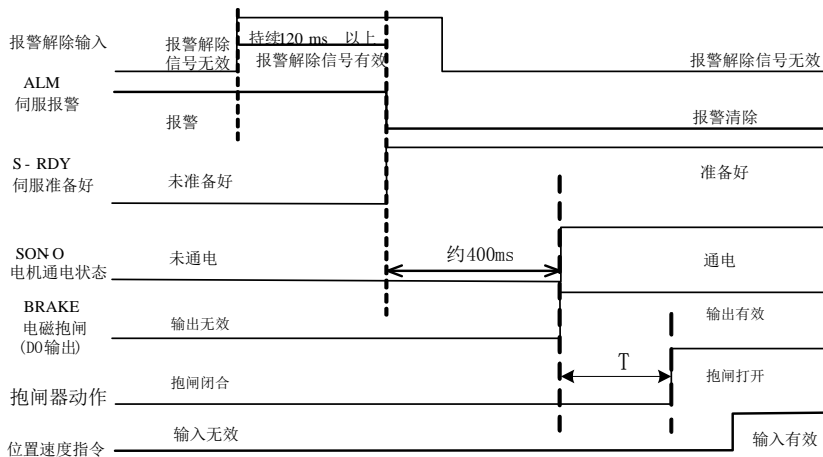 报警解除输入
报警解除
信号无效
持续120 ms 以上
报警解除信号有效
报警解除信号无效
ALM
伺服报警
报警
报警清除
S - RDY
伺服准备好
未准备好
准备好
SON-O
电机通电状态
未通电
约400ms
通电
BRAKE
电磁抱闸
(DO输出)
输出无效
输出有效
T
抱闸器动作
抱闸闭合
抱闸打开
位置速度指令
输入无效
输入有效